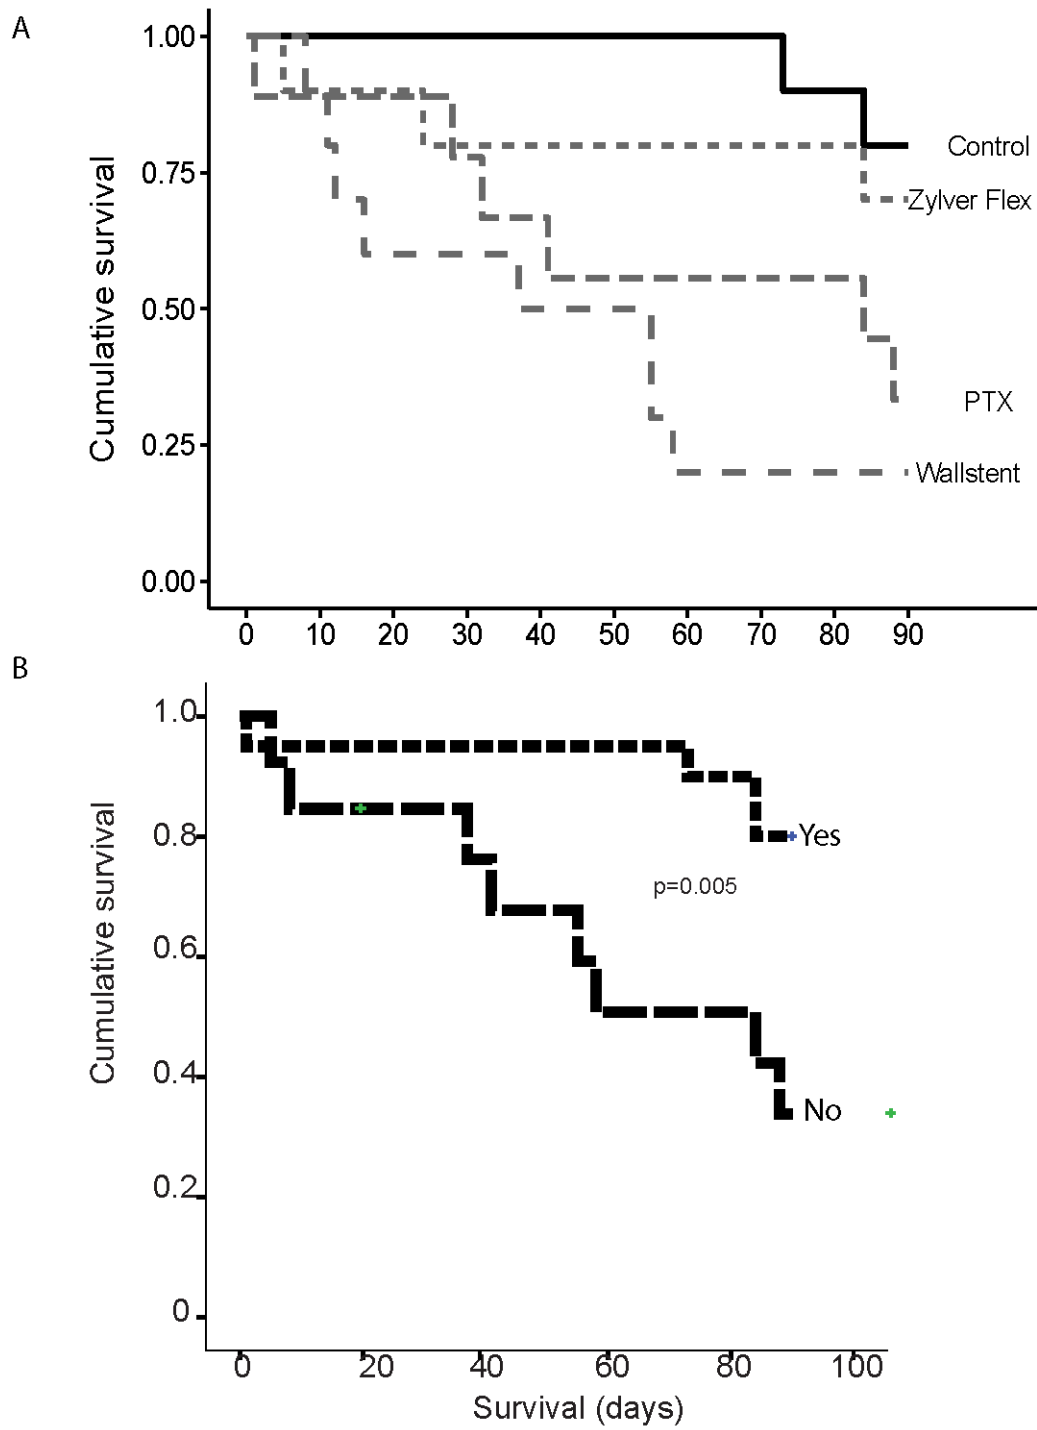 A
1.00
0.75
0.50
0.25
0.00
Cumulative survival
Control
Zylver Flex
PTX
Wallstent
0 10 20 30 40 50 60 70 80 90
B
1.0
0.8
0.6
0.4
0.2
0
Cumulative survival
Yes
p=0.005
No
0 20 40 60 80 100
Survival (days)